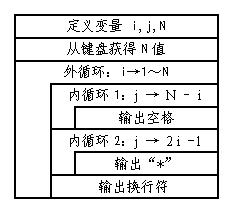 定义变量 i,j,N
从键盘获得 N 值
外循环：i→1～N
内循环 1：j → N - i
输出空格
内循环 2：j → 2i -1
输出“*”
输出换行符